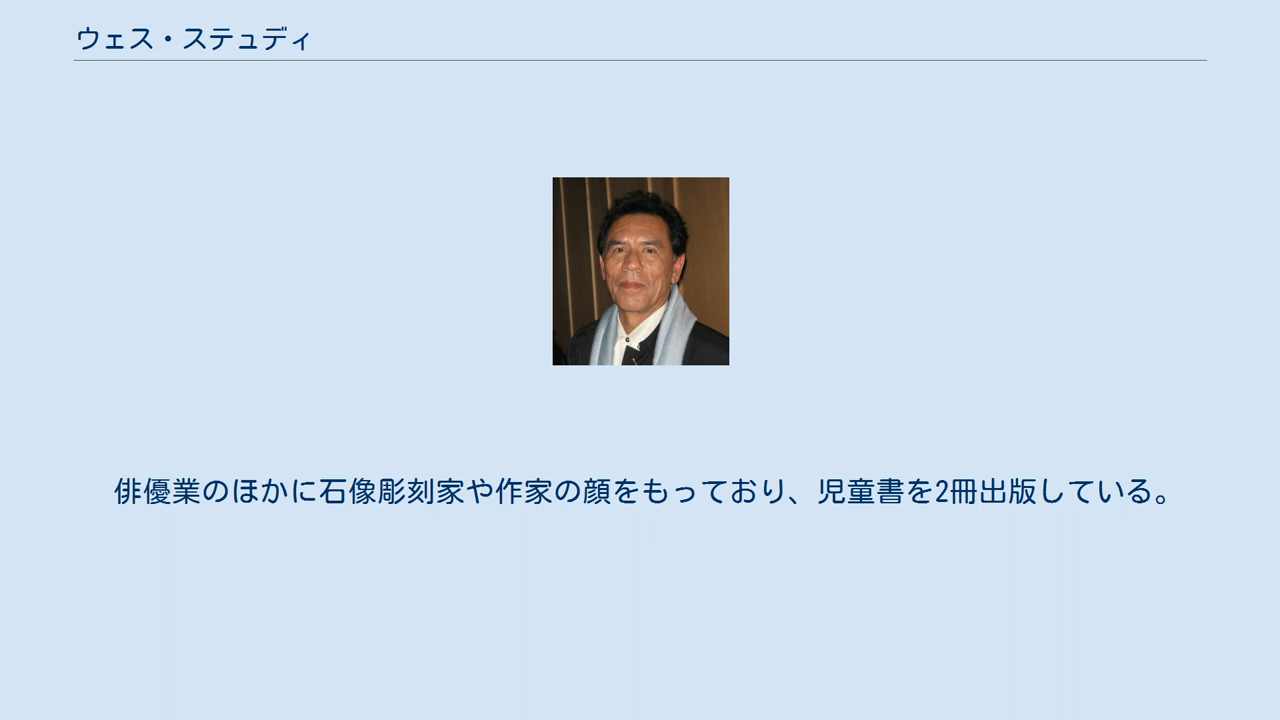 ウェス・ステュディ
俳優業のほかに石像彫刻家や作家の顔をもっており、児童書を2冊出版している。